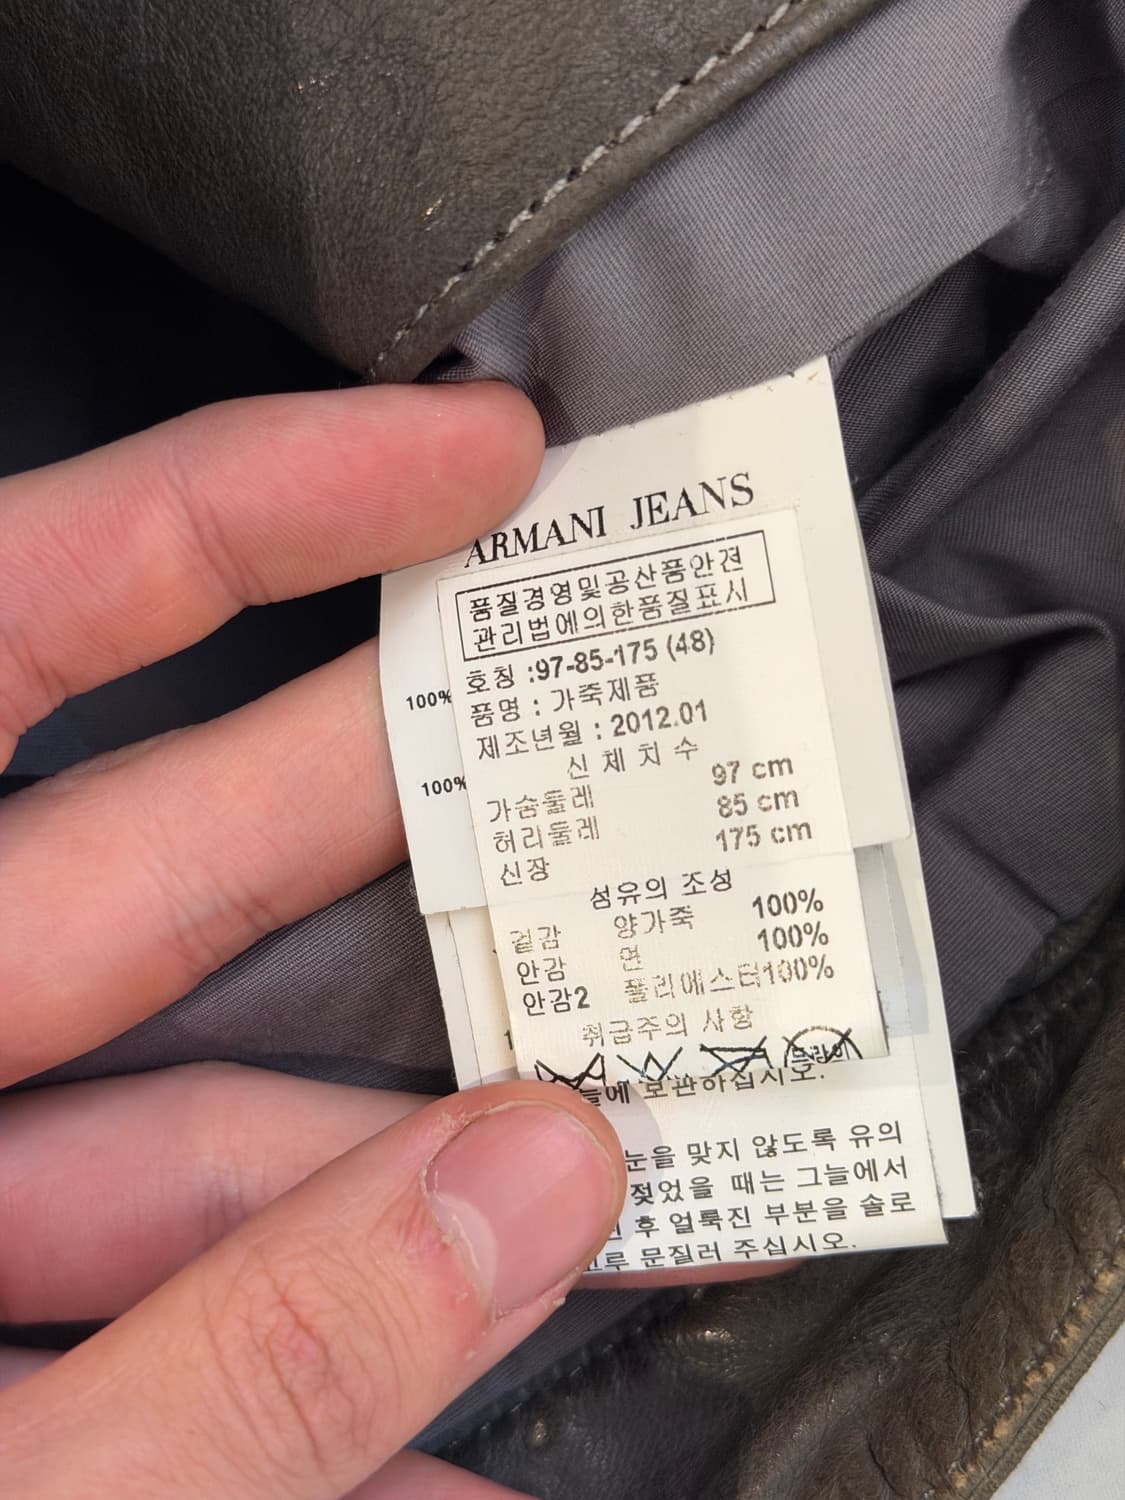 ARMANI JEANS
품질경영및공산품안견
관리법에의한품질표시
호칭 :97-85-175 (48)
품명 : 가죽제품
제조년월 : 2012.01
신 체 치 수
가슴둘레 97 cm
허리둘레 85 cm
신장 175 cm
섬유의 조성
겉감 양가죽 100%
안감 면 100%
안감2 폴리에스터100%
취급주의 사항
드라이
100%
100%
늘에 보관하십시오.
눈을 맞지 않도록 유의
젖었을 때는 그늘에서
후 얼룩진 부분을 솔로
문질러 주십시오.